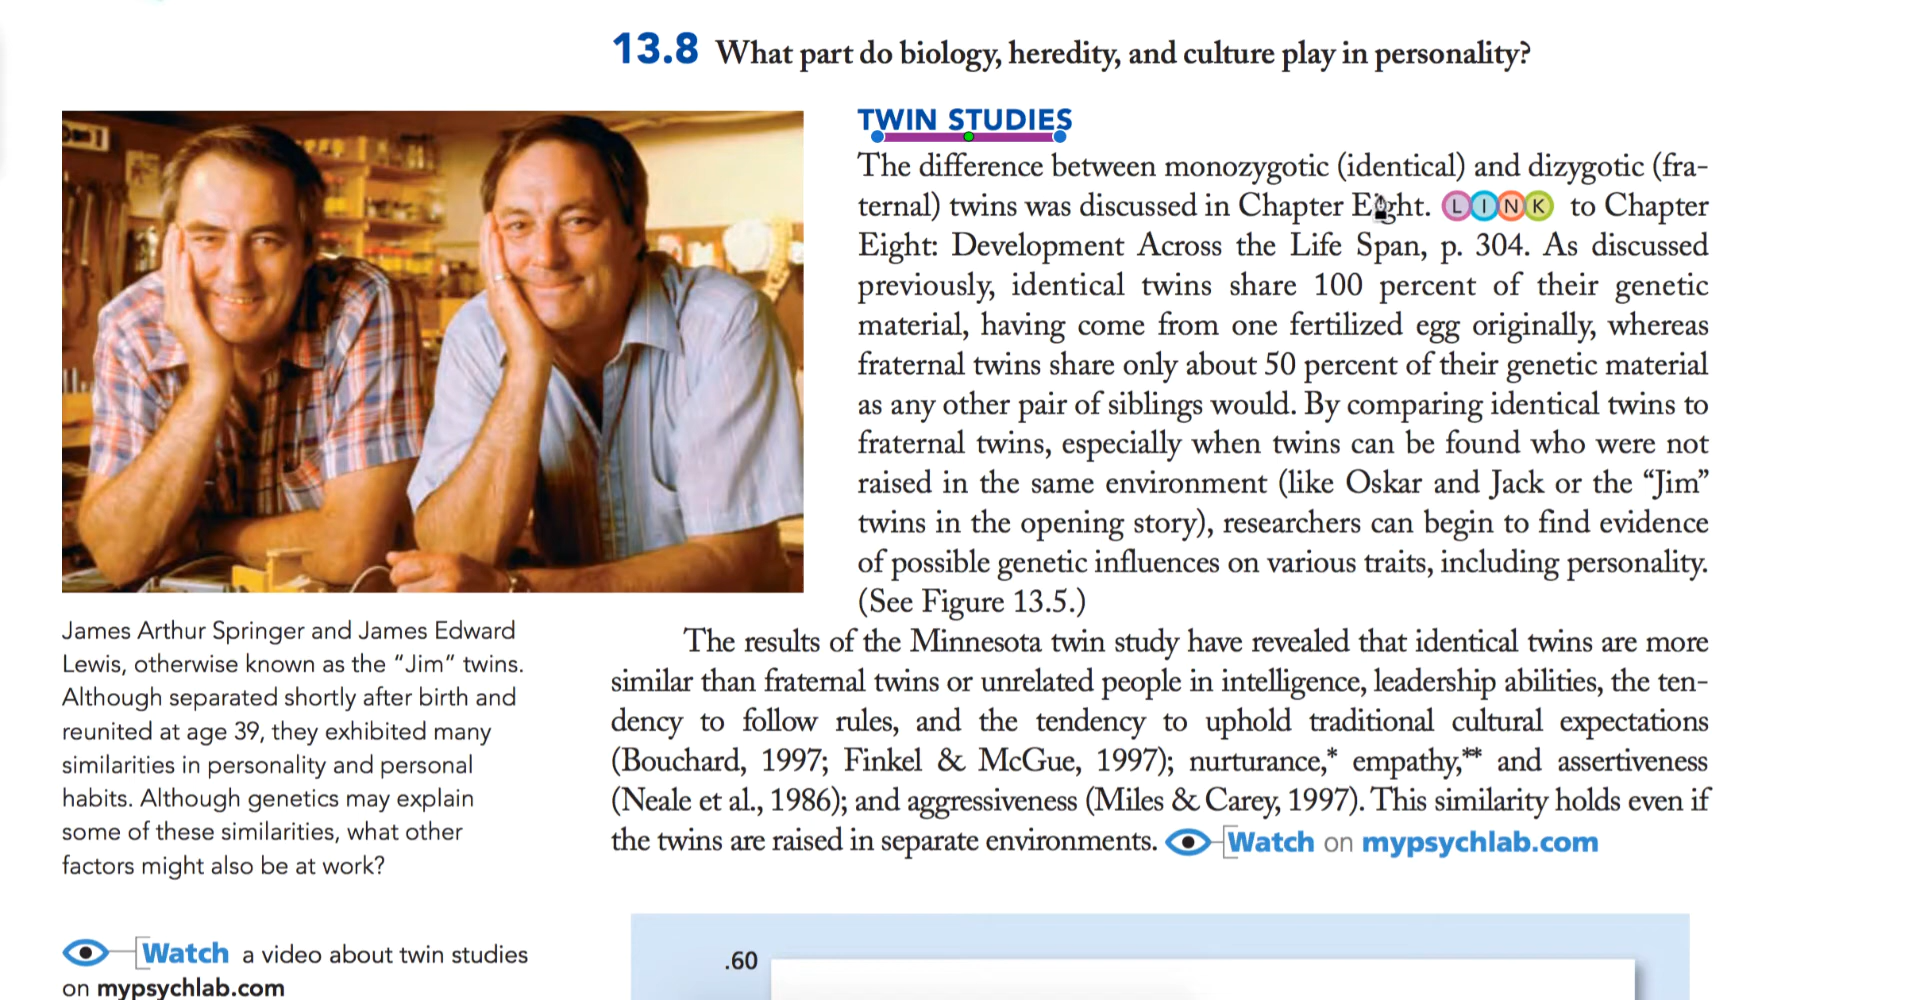 13.8 What part do biology, heredity, and culture play in personality?
TWIN STUDIES
The difference between monozygotic (identical) and dizygotic (fra-
ternal) twins was discussed in Chapter Eight. LINK to Chapter
Eight: Development Across the Life Span, p. 304. As discussed
previously, identical twins share 100 percent of their genetic
material, having come from one fertilized egg originally, whereas
fraternal twins share only about 50 percent of their genetic material
as any other pair of siblings would. By comparing identical twins to
fraternal twins, especially when twins can be found who were not
raised in the same environment (like Oskar and Jack or the “Jim”
twins in the opening story), researchers can begin to find evidence
of possible genetic influences on various traits, including personality.
(See Figure 13.5.)
The results of the Minnesota twin study have revealed that identical twins are more
similar than fraternal twins or unrelated people in intelligence, leadership abilities, the ten-
dency to follow rules, and the tendency to uphold traditional cultural expectations
(Bouchard, 1997; Finkel & McGue, 1997); nurturance,* empathy,** and assertiveness
(Neale et al., 1986); and aggressiveness (Miles & Carey, 1997). This similarity holds even if
the twins are raised in separate environments. Watch on mypsychlab.com
James Arthur Springer and James Edward
Lewis, otherwise known as the “Jim” twins.
Although separated shortly after birth and
reunited at age 39, they exhibited many
similarities in personality and personal
habits. Although genetics may explain
some of these similarities, what other
factors might also be at work?
Watch a video about twin studies
on mypsychlab.com
.60